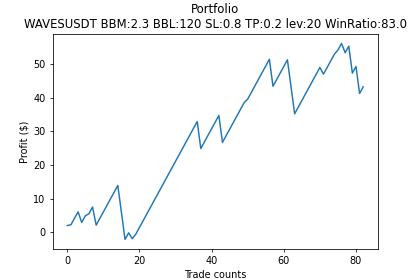 Portfolio
WAVESUSDT BBM:2.3 BBL:120 SL:0.8 TP:0.2 lev:20 WinRatio:83.0
50
40
30
20
10
0
Profit ($)
0 20 40 60 80
Trade counts